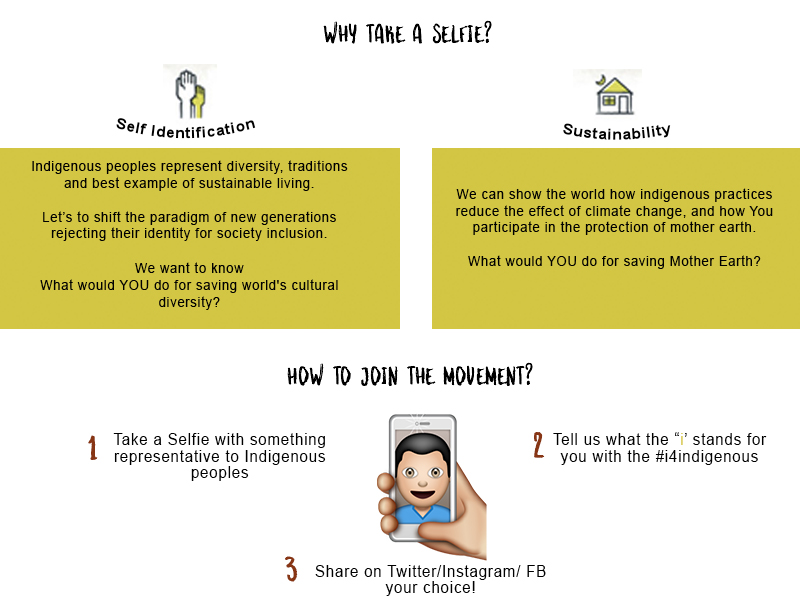 WHY TAKE A SELFIE?
Self Identification
Indigenous peoples represent diversity, traditions
and best example of sustainable living.
Let's to shift the paradigm of new generations
rejecting their identity for society inclusion.
We want to know
What would YOU do for saving world's cultural
diversity?
Sustainability
We can show the world how indigenous practices
reduce the effect of climate change, and how You
participate in the protection of mother earth.
What would YOU do for saving Mother Earth?
HOW TO JOIN THE MOVEMENT?
1 Take a Selfie with something
representative to Indigenous
peoples
2 Tell us what the “i’ stands for
you with the #i4indigenous
3 Share on Twitter/Instagram/ FB
your choice!